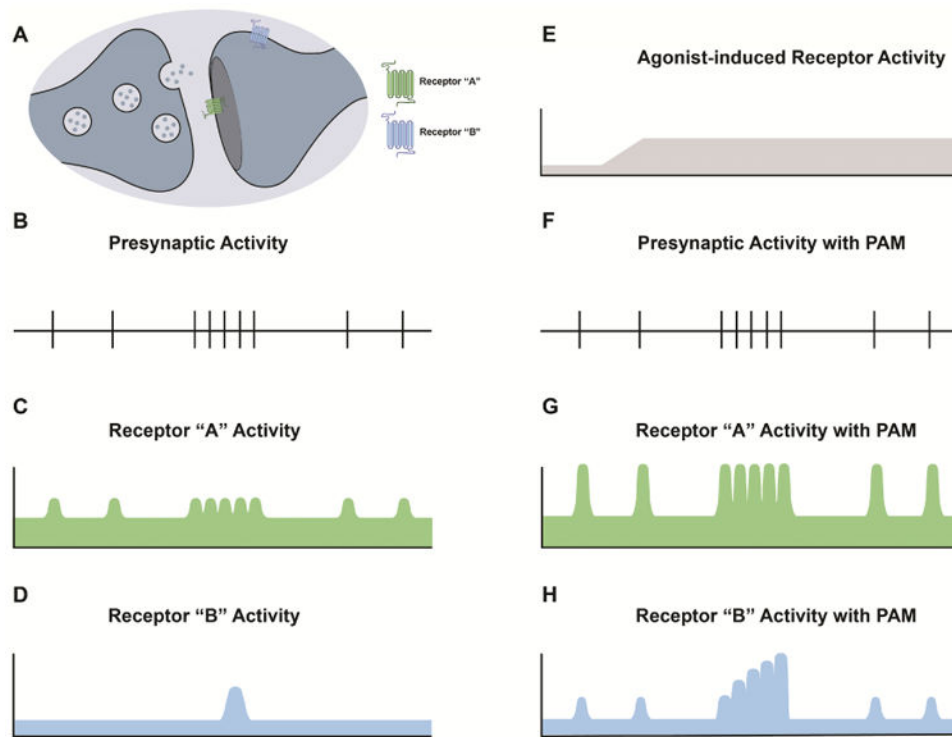 A
Receptor "A"
Receptor "B"
B
Presynaptic Activity
C
Receptor “A” Activity
D
Receptor “B” Activity
E
Agonist-induced Receptor Activity
F
Presynaptic Activity with PAM
G
Receptor “A” Activity with PAM
H
Receptor “B” Activity with PAM